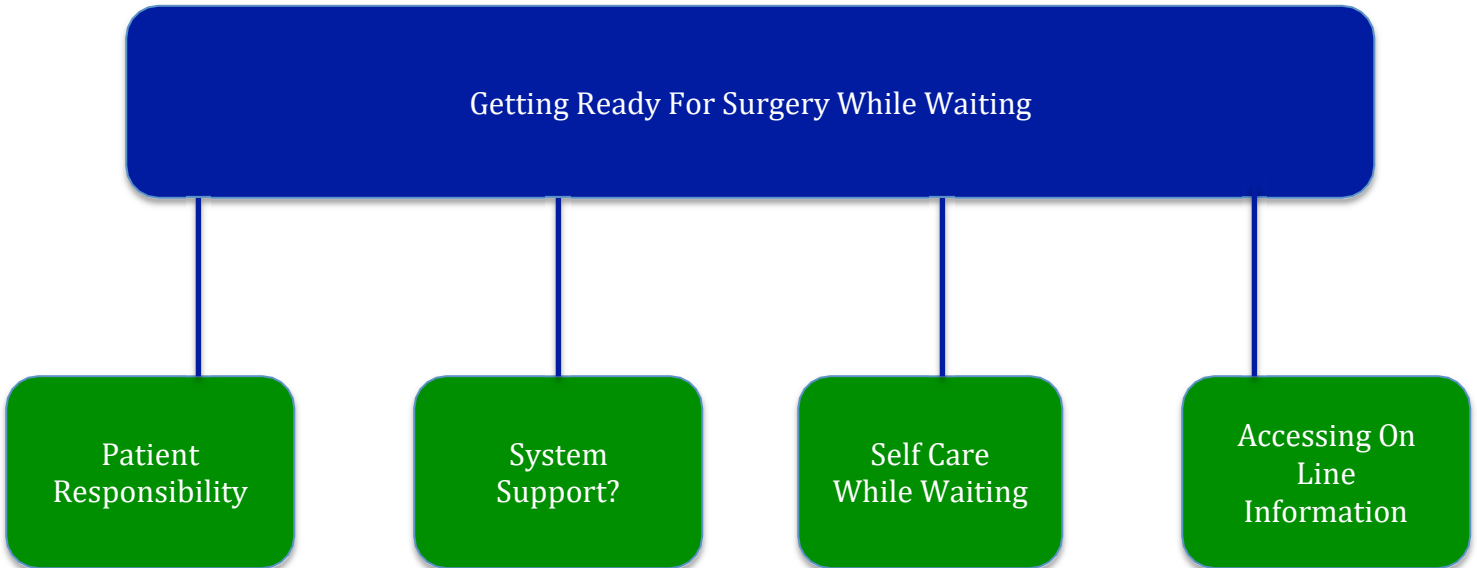 Getting Ready For Surgery While Waiting
Patient
Responsibility
System
Support?
Self Care
While Waiting
Accessing On
Line
Information